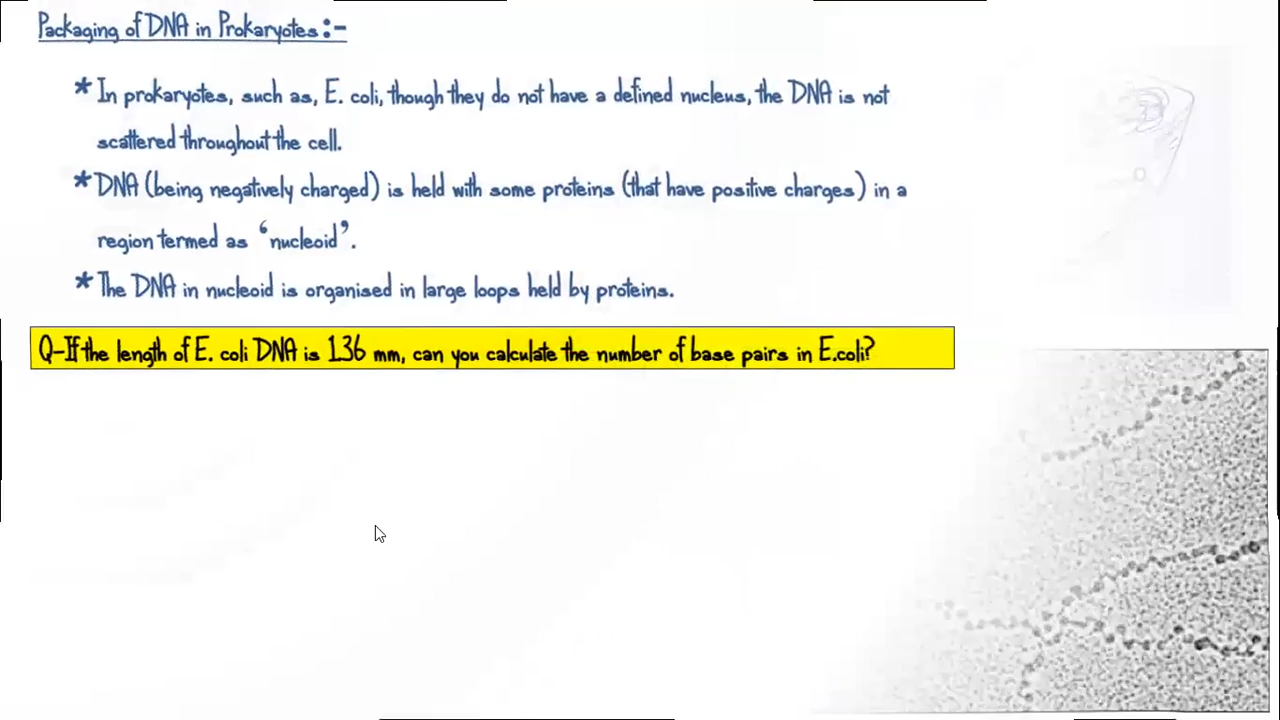 Packaging of DNA in Prokaryotes:-
* In prokaryotes, such as, E. coli, though they do not have a defined nucleus, the DNA is not
scattered throughout the cell.
* DNA (being negatively charged) is held with some proteins (that have positive charges) in a
region termed as ‘nucleoid’.
* The DNA in nucleoid is organised in large loops held by proteins.
Q-If the length of E. coli DNA is 1.36 mm, can you calculate the number of base pairs in E.coli?